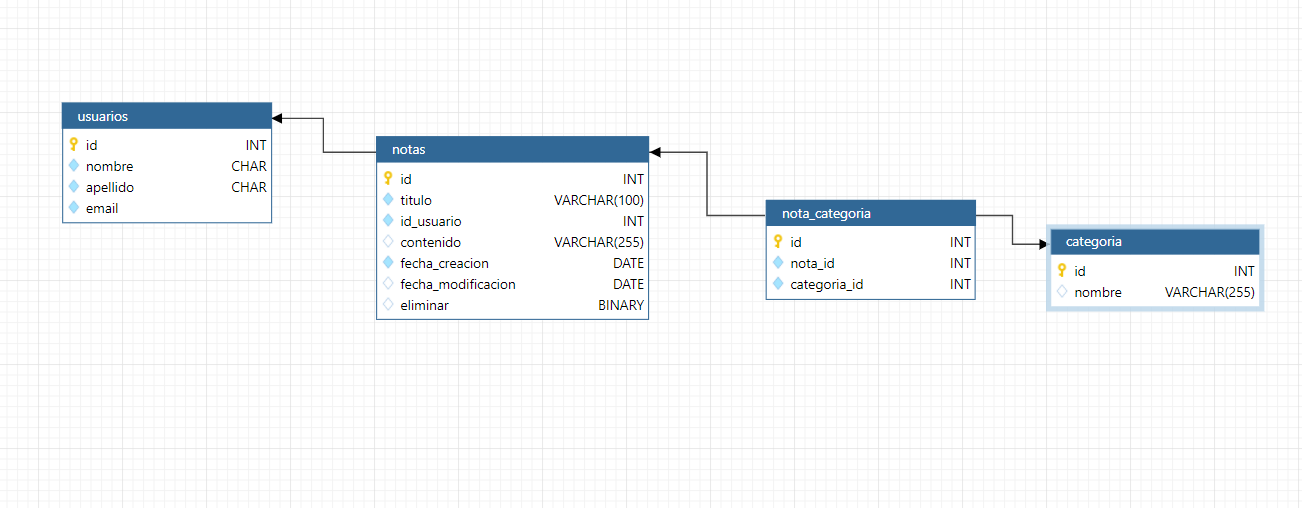 usuarios
id INT
nombre CHAR
apellido CHAR
email
notas
id INT
titulo VARCHAR(100)
id_usuario INT
contenido VARCHAR(255)
fecha_creacion DATE
fecha_modificacion DATE
eliminar BINARY
nota_categoria
id INT
nota_id INT
categoria_id INT
categoria
id INT
nombre VARCHAR(255)